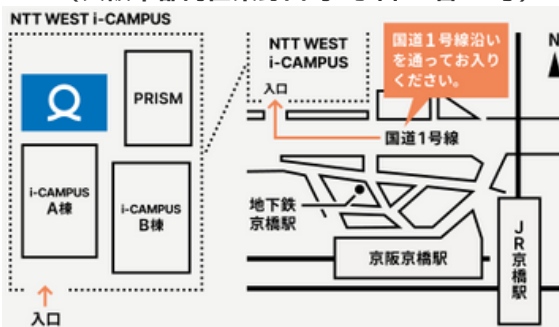 NTT WEST i-CAMPUS
PRISM
i-CAMPUS
A棟
i-CAMPUS
B棟
入口
NTT WEST
i-CAMPUS
入口
国道1号線沿い
を通ってお入り
ください。
N
国道1号線
地下鉄
京橋駅
京阪京橋駅
JR京橋駅